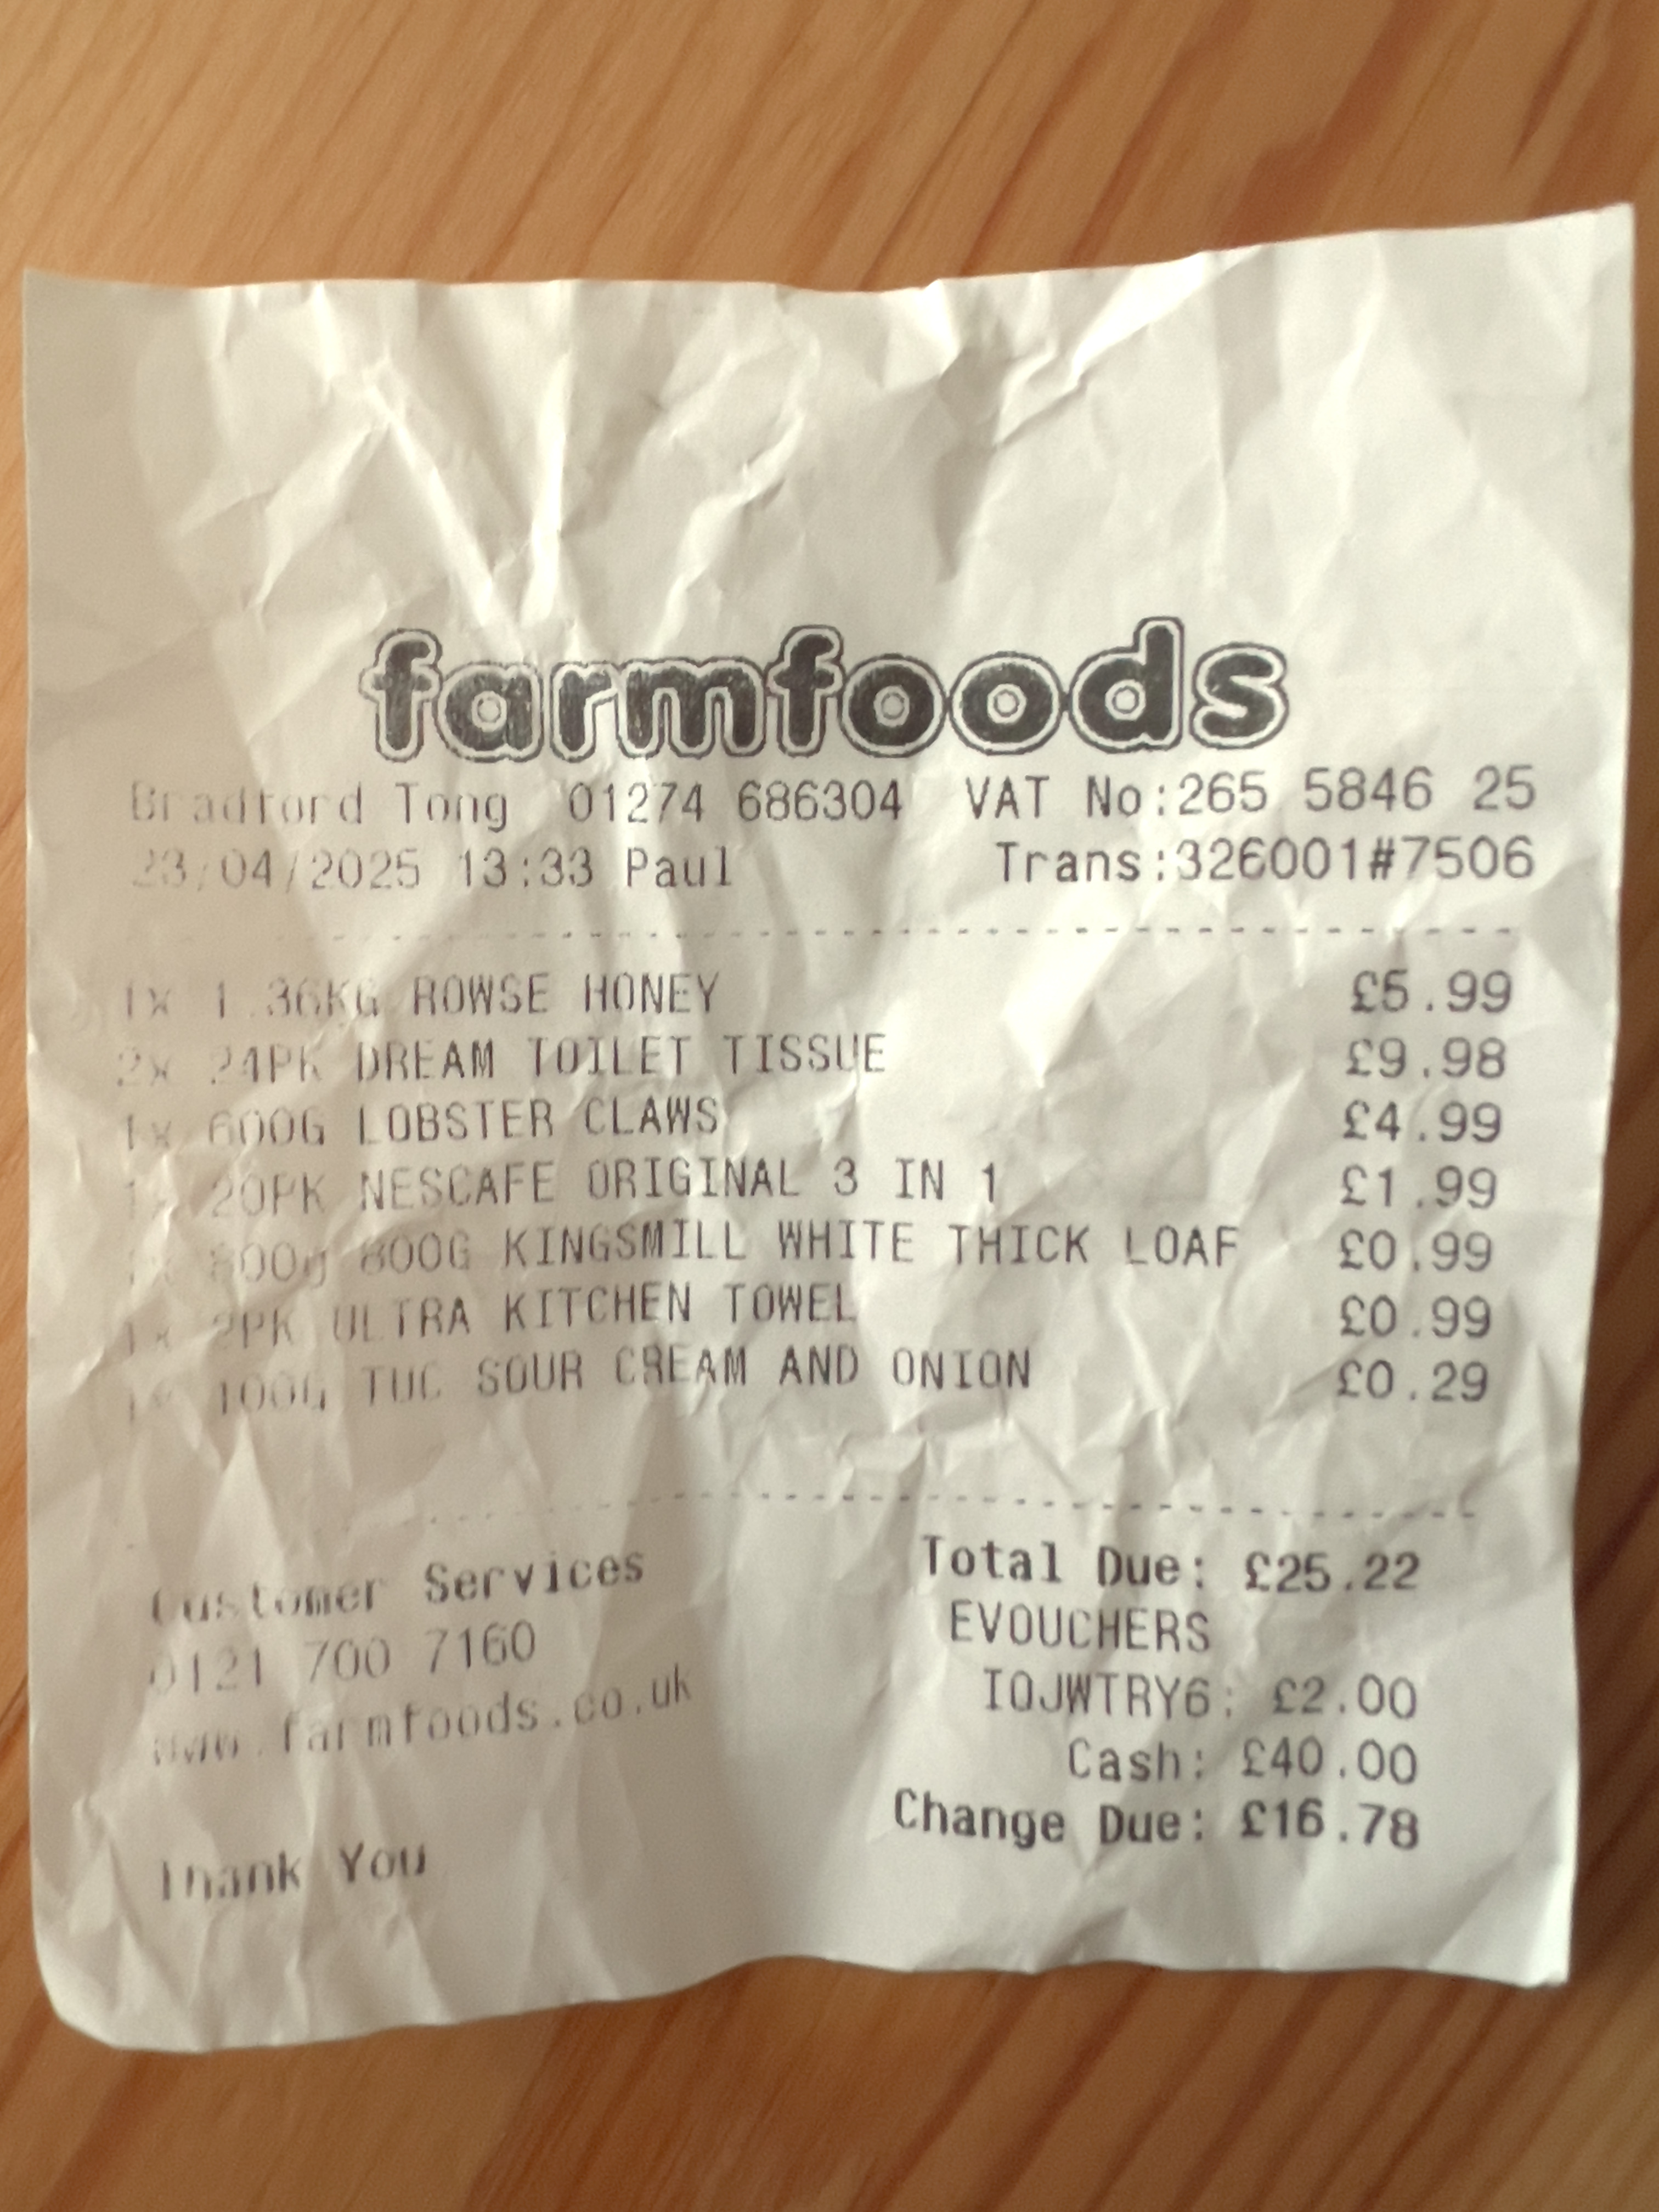 farmfoods
Bradford Tong 01274 686304 VAT No:265 5846 25
23/04/2025 13:33 Paul Trans:326001#7506
1x 1.36KG ROWSE HONEY £5.99
2x 24PK DREAM TOILET TISSUE £9.98
1x 600G LOBSTER CLAWS £4.99
1x 20PK NESCAFE ORIGINAL 3 IN 1 £1.99
800g 800G KINGSMILL WHITE THICK LOAF £0.99
1x 2PK ULTRA KITCHEN TOWEL £0.99
1x 100G TUC SOUR CREAM AND ONION £0.29
Total Due: £25.22
EVOUCHERS
IOJWTRY6: £2.00
Cash: £40.00
Change Due: £16.78
Customer Services
0121 700 7160
www.farmfoods.co.uk
Thank You